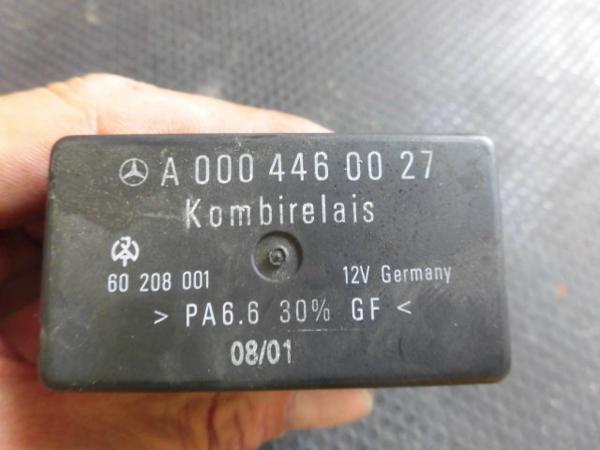 A 000 446 00 27
Kombirelais
60 208 001 12V Germany
> PA6.6 30% GF <
08/01